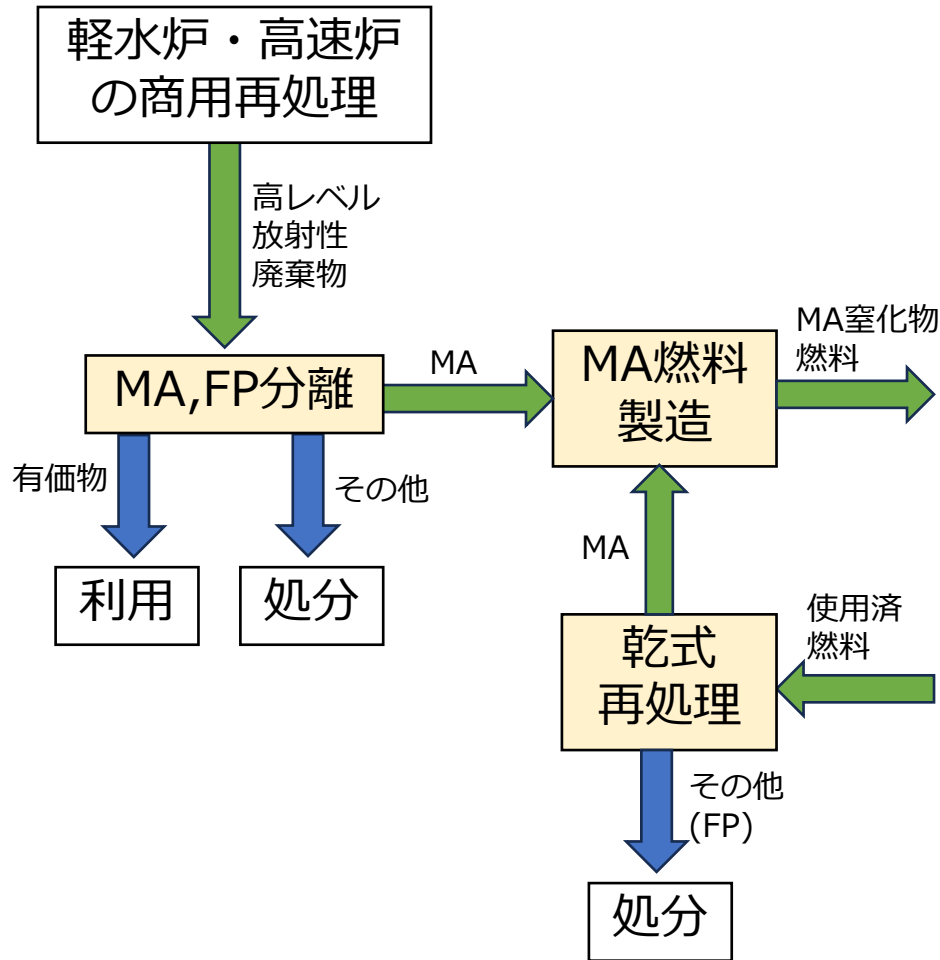 軽水炉・高速炉
の商用再処理
高レベル
放射性
廃棄物
MA,FP分離
MA
MA燃料
製造
MA窒化物
燃料
有価物
その他
利用
処分
MA
乾式
再処理
使用済
燃料
その他
(FP)
処分